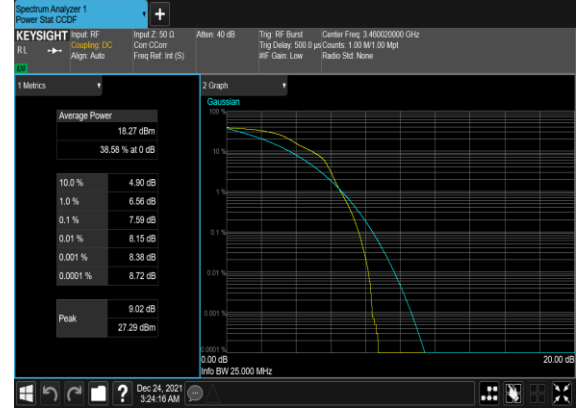 Spectrum Analyzer 1
Power Stat CCDF
KEYSIGHT
RL
Input: RF
Coupling: DC
Align: Auto
Input Z: 50 Ω
Corr CCorr
Freq Ref: Int (S)
Atten: 40 dB
Trig: RF Burst
Trig Delay: 500.0 µs
#IF Gain: Low
Center Freq: 3.460020000 GHz
Counts: 1.00 M/1.00 Mpt
Radio Std: None
1 Metrics
Average Power
18.27 dBm
38.58 % at 0 dB
10.0 % 4.90 dB
1.0 % 6.56 dB
0.1 % 7.59 dB
0.01 % 8.15 dB
0.001 % 8.38 dB
0.0001 % 8.72 dB
Peak
9.02 dB
27.29 dBm
2 Graph
Gaussian
100 %
10 %
1 %
0.1 %
0.01 %
0.001 %
0.0001 %
0.00 dB
20.00 dB
Info BW 25.000 MHz
Dec 24, 2021
3:24:16 AM